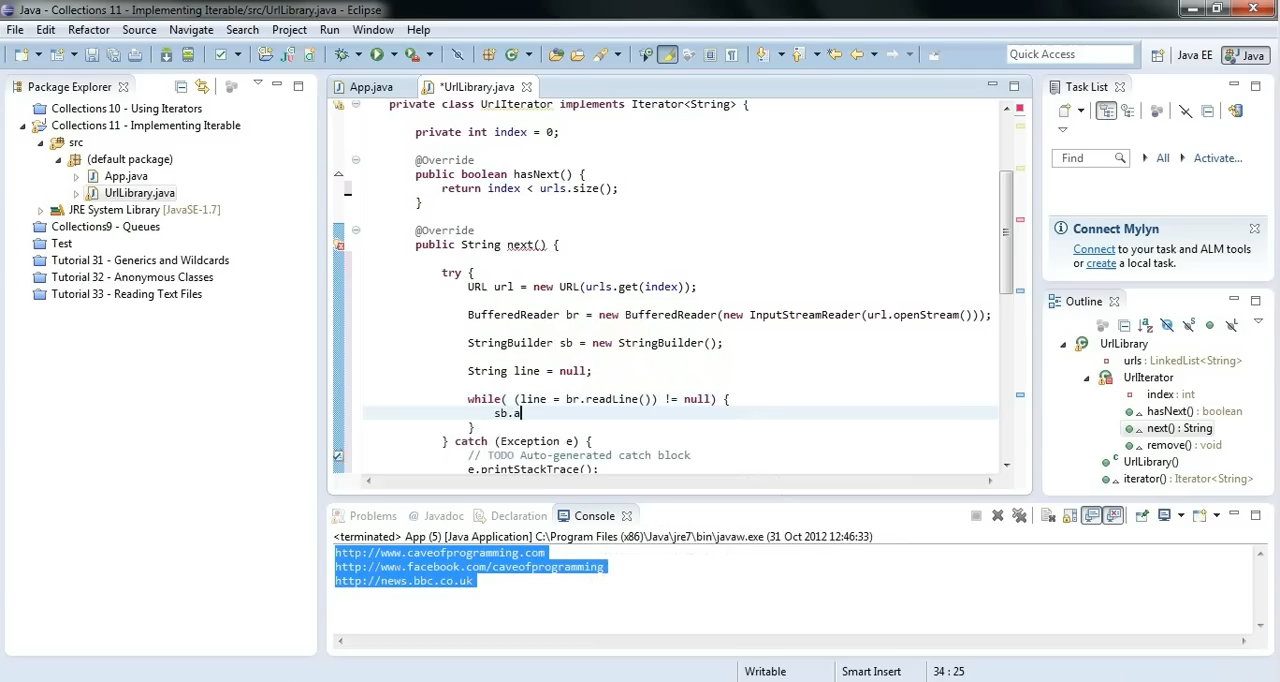 Java - Collections 11 - Implementing Iterable/src/UrlLibrary.java - Eclipse
File Edit Refactor Source Navigate Search Project Run Window Help
Quick Access Java EE Java
Package Explorer
Collections 10 - Using Iterators
Collections 11 - Implementing Iterable
src
(default package)
App.java
UrlLibrary.java
JRE System Library [JavaSE-1.7]
Collections9 - Queues
Test
Tutorial 31 - Generics and Wildcards
Tutorial 32 - Anonymous Classes
Tutorial 33 - Reading Text Files
App.java *UrlLibrary.java
private class UrlIterator implements Iterator<String> {
private int index = 0;
@Override
public boolean hasNext() {
return index < urls.size();
}
@Override
public String next() {
try {
URL url = new URL(urls.get(index));
BufferedReader br = new BufferedReader(new InputStreamReader(url.openStream()));
StringBuilder sb = new StringBuilder();
String line = null;
while( (line = br.readLine()) != null) {
sb.a
}
} catch (Exception e) {
// TODO Auto-generated catch block
e.printStackTrace();
Task List
Find All Activate...
Connect Mylyn
Connect to your task and ALM tools
or create a local task.
Outline
UrlLibrary
urls : LinkedList<String>
UrlIterator
index : int
hasNext() : boolean
next() : String
remove() : void
UrlLibrary()
iterator() : Iterator<String>
Problems @ Javadoc Declaration Console
<terminated> App (5) [Java Application] C:\Program Files (x86)\Java\jre7\bin\javaw.exe (31 Oct 2012 12:46:33)
http://www.caveofprogramming.com
http://www.facebook.com/caveofprogramming
http://news.bbc.co.uk
Writable Smart Insert 34 : 25